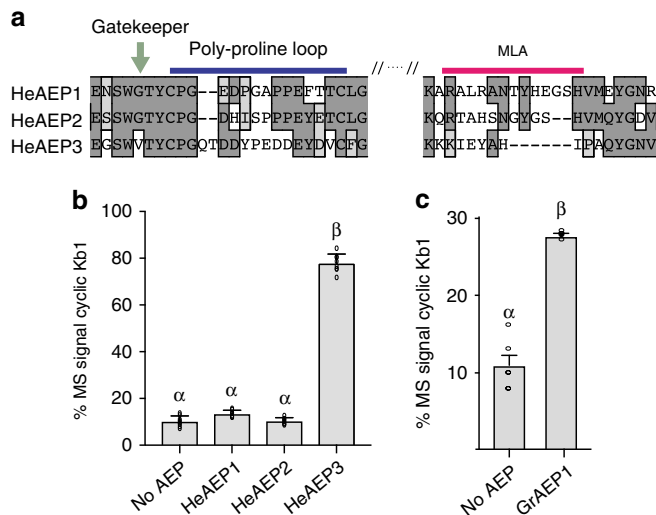 a
Gatekeeper
Poly-proline loop // ···· // MLA
HeAEP1 ENSWGTYCPG--EDPGAPPEFTTCLG KARALRANTYHEGSHVMEYGNR
HeAEP2 ESSWGTYCPG--DHISPPPEYETCLG KQRTAHSNGYGS--HVMQYGDV
HeAEP3 EGSWVTYCPGQTDDYPEDDEYDVCFG KKKIEYAH------IPAQYGNV
b
% MS signal cyclic Kb1
100
80
60
40
20
0
α α α β
No AEP HeAEP1 HeAEP2 HeAEP3
c
% MS signal cyclic Kb1
30
20
10
α β
No AEP GrAEP1